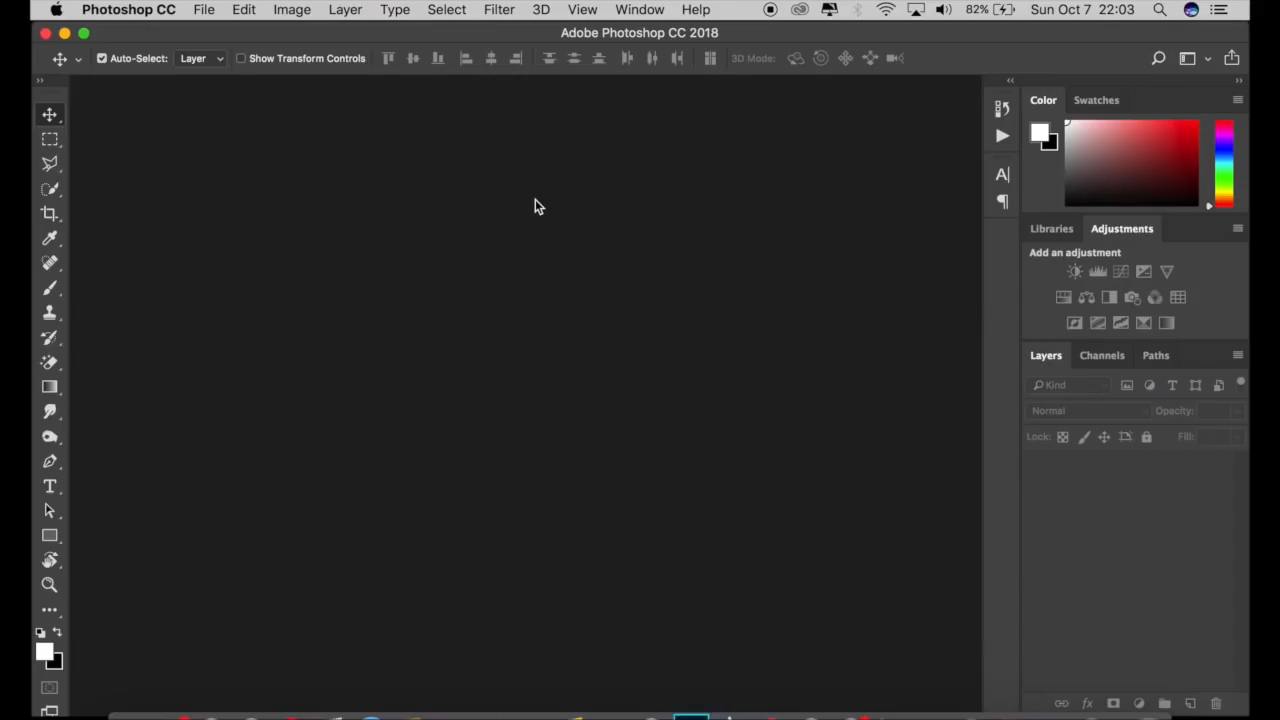 Photoshop CC File Edit Image Layer Type Select Filter 3D View Window Help 82% Sun Oct 7 22:03
Adobe Photoshop CC 2018
Auto-Select: Layer Show Transform Controls 3D Mode:
Color Swatches
Libraries Adjustments
Add an adjustment
Layers Channels Paths
Kind
Normal Opacity:
Lock: Fill: